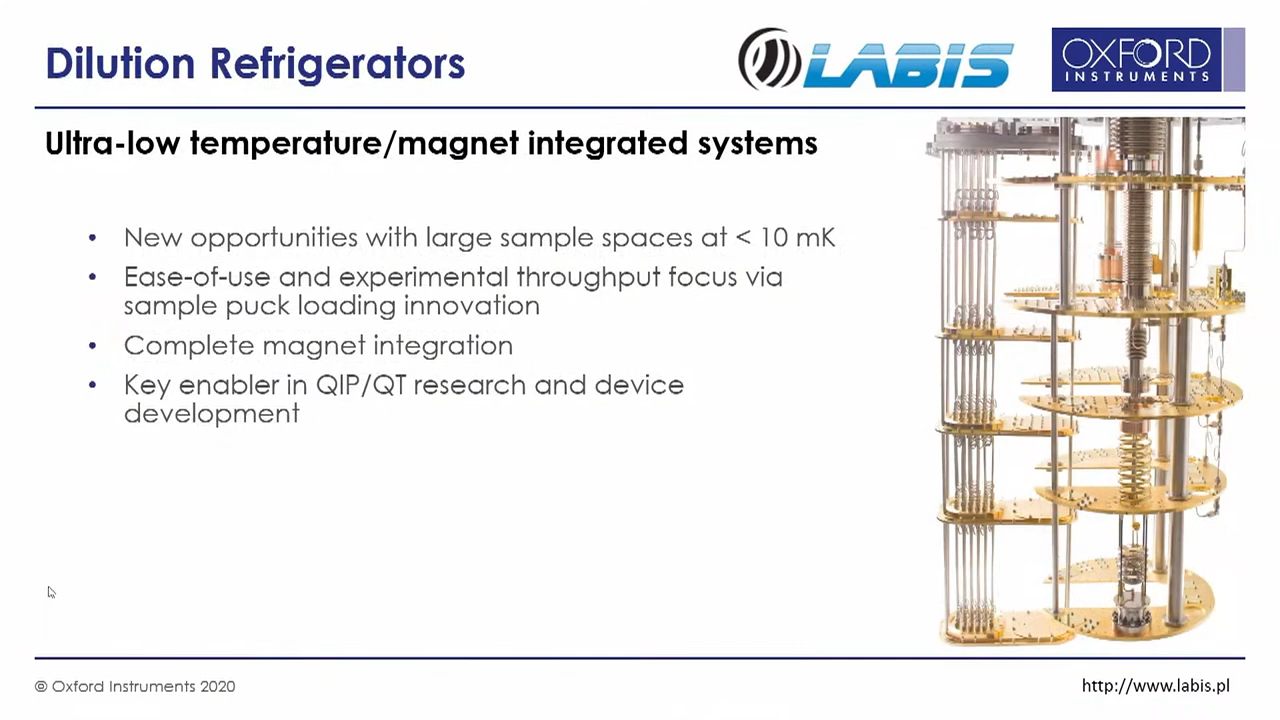 Dilution Refrigerators
LABIS
OXFORD
INSTRUMENTS
Ultra-low temperature/magnet integrated systems
• New opportunities with large sample spaces at < 10 mK
• Ease-of-use and experimental throughput focus via
sample puck loading innovation
• Complete magnet integration
• Key enabler in QIP/QT research and device
development
© Oxford Instruments 2020
http://www.labis.pl